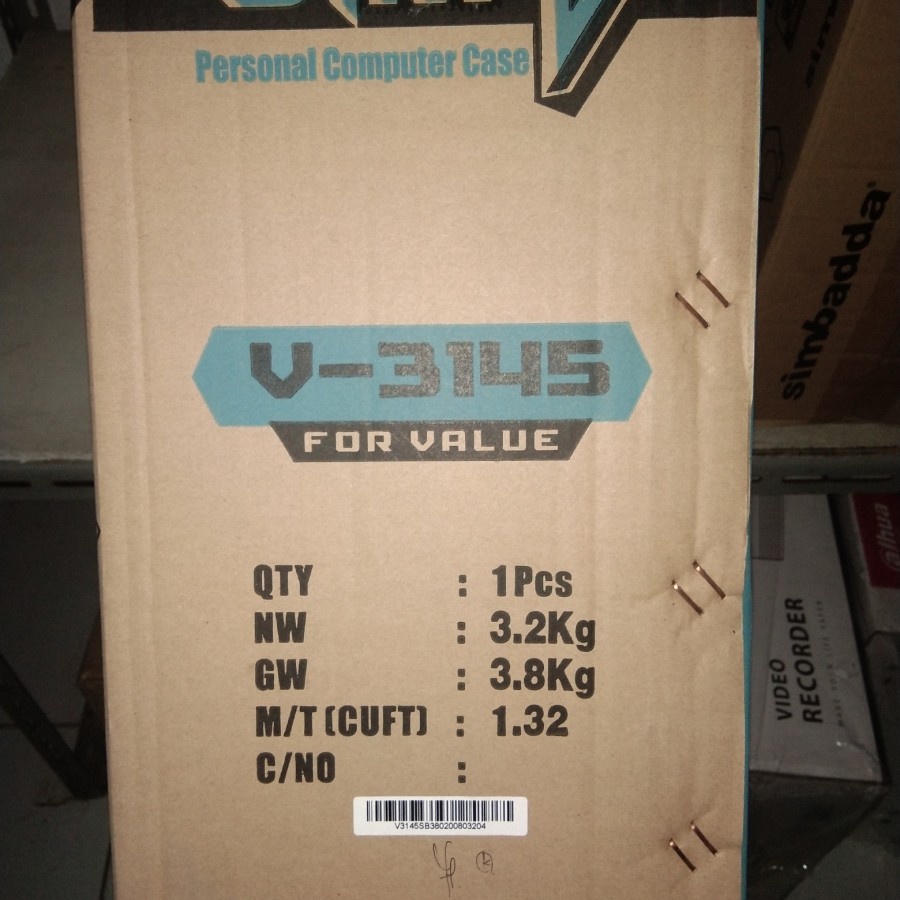 Personal Computer Case
V-3145
FOR VALUE
QTY : 1Pcs
NW : 3.2Kg
GW : 3.8Kg
M/T (CUFT) : 1.32
C/NO :
V3145SB380200803204
simbadda
alhua
VIDEO
RECORDER